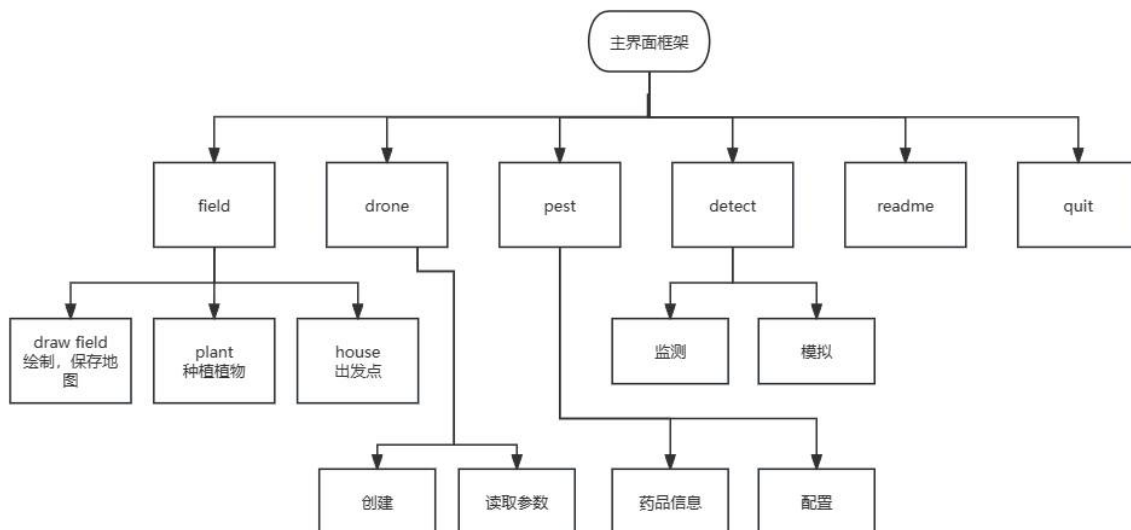 主界面框架
field
drone
pest
detect
readme
quit
draw field
绘制，保存地
图
plant
种植植物
house
出发点
监测
模拟
创建
读取参数
药品信息
配置